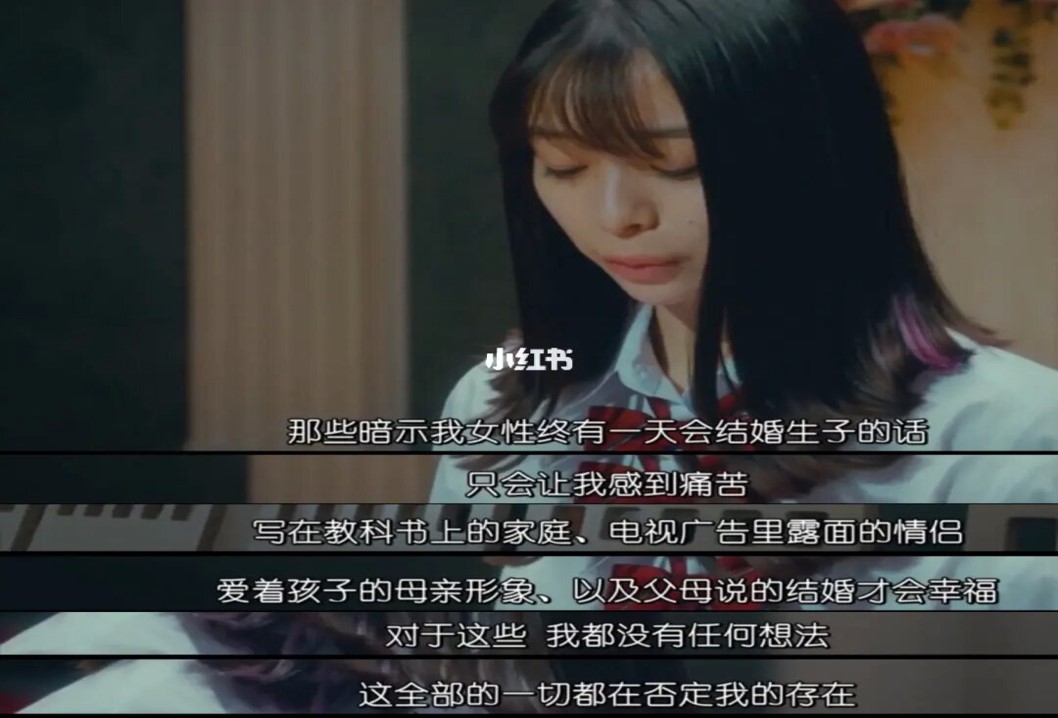 小红书
那些暗示我女性终有一天会结婚生子的话
只会让我感到痛苦
写在教科书上的家庭、电视广告里露面的情侣
爱着孩子的母亲形象、以及父母说的结婚才会幸福
对于这些 我都没有任何想法
这全部的一切都在否定我的存在